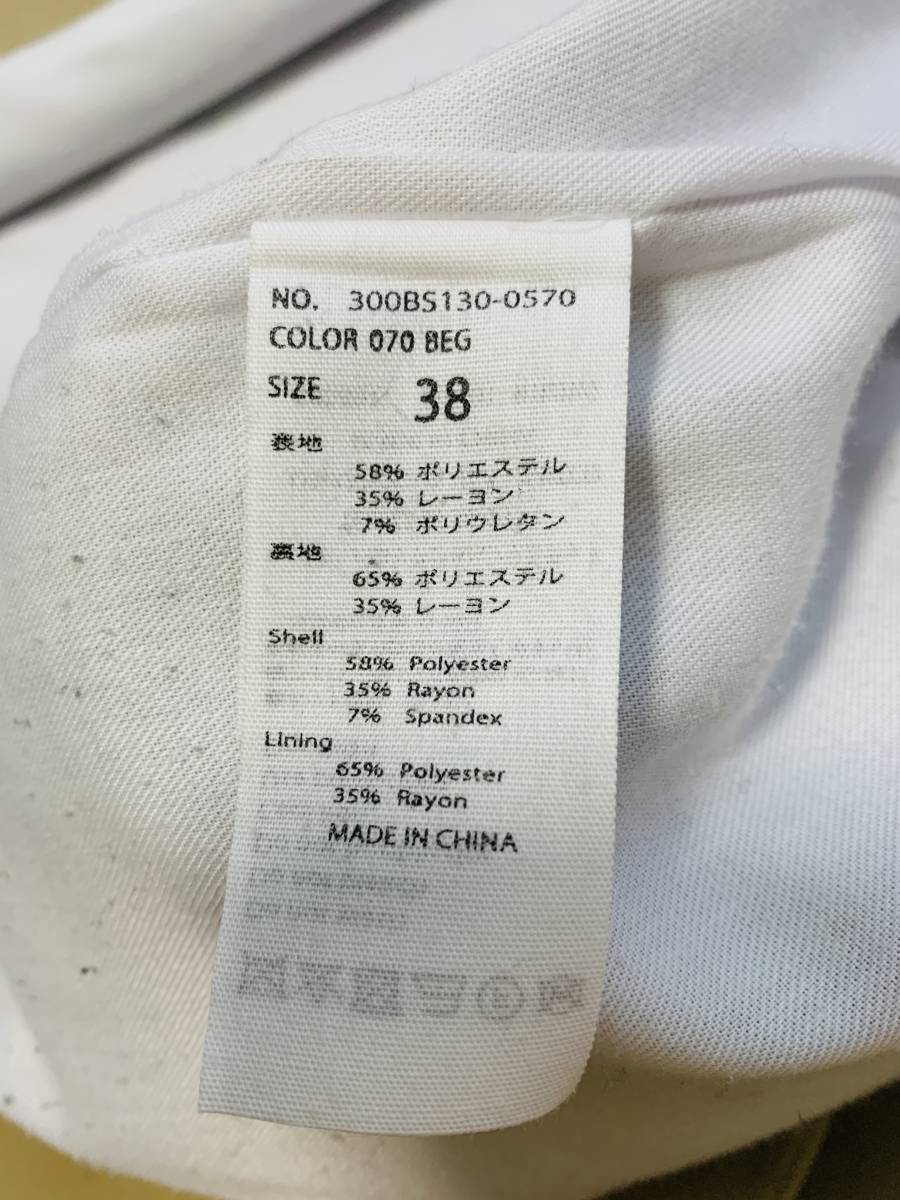 NO. 300BS130-0570
COLOR 070 BEG
SIZE 38
表地
58% ポリエステル
35% レーヨン
7% ポリウレタン
裏地
65% ポリエステル
35% レーヨン
Shell
58% Polyester
35% Rayon
7% Spandex
Lining
65% Polyester
35% Rayon
MADE IN CHINA